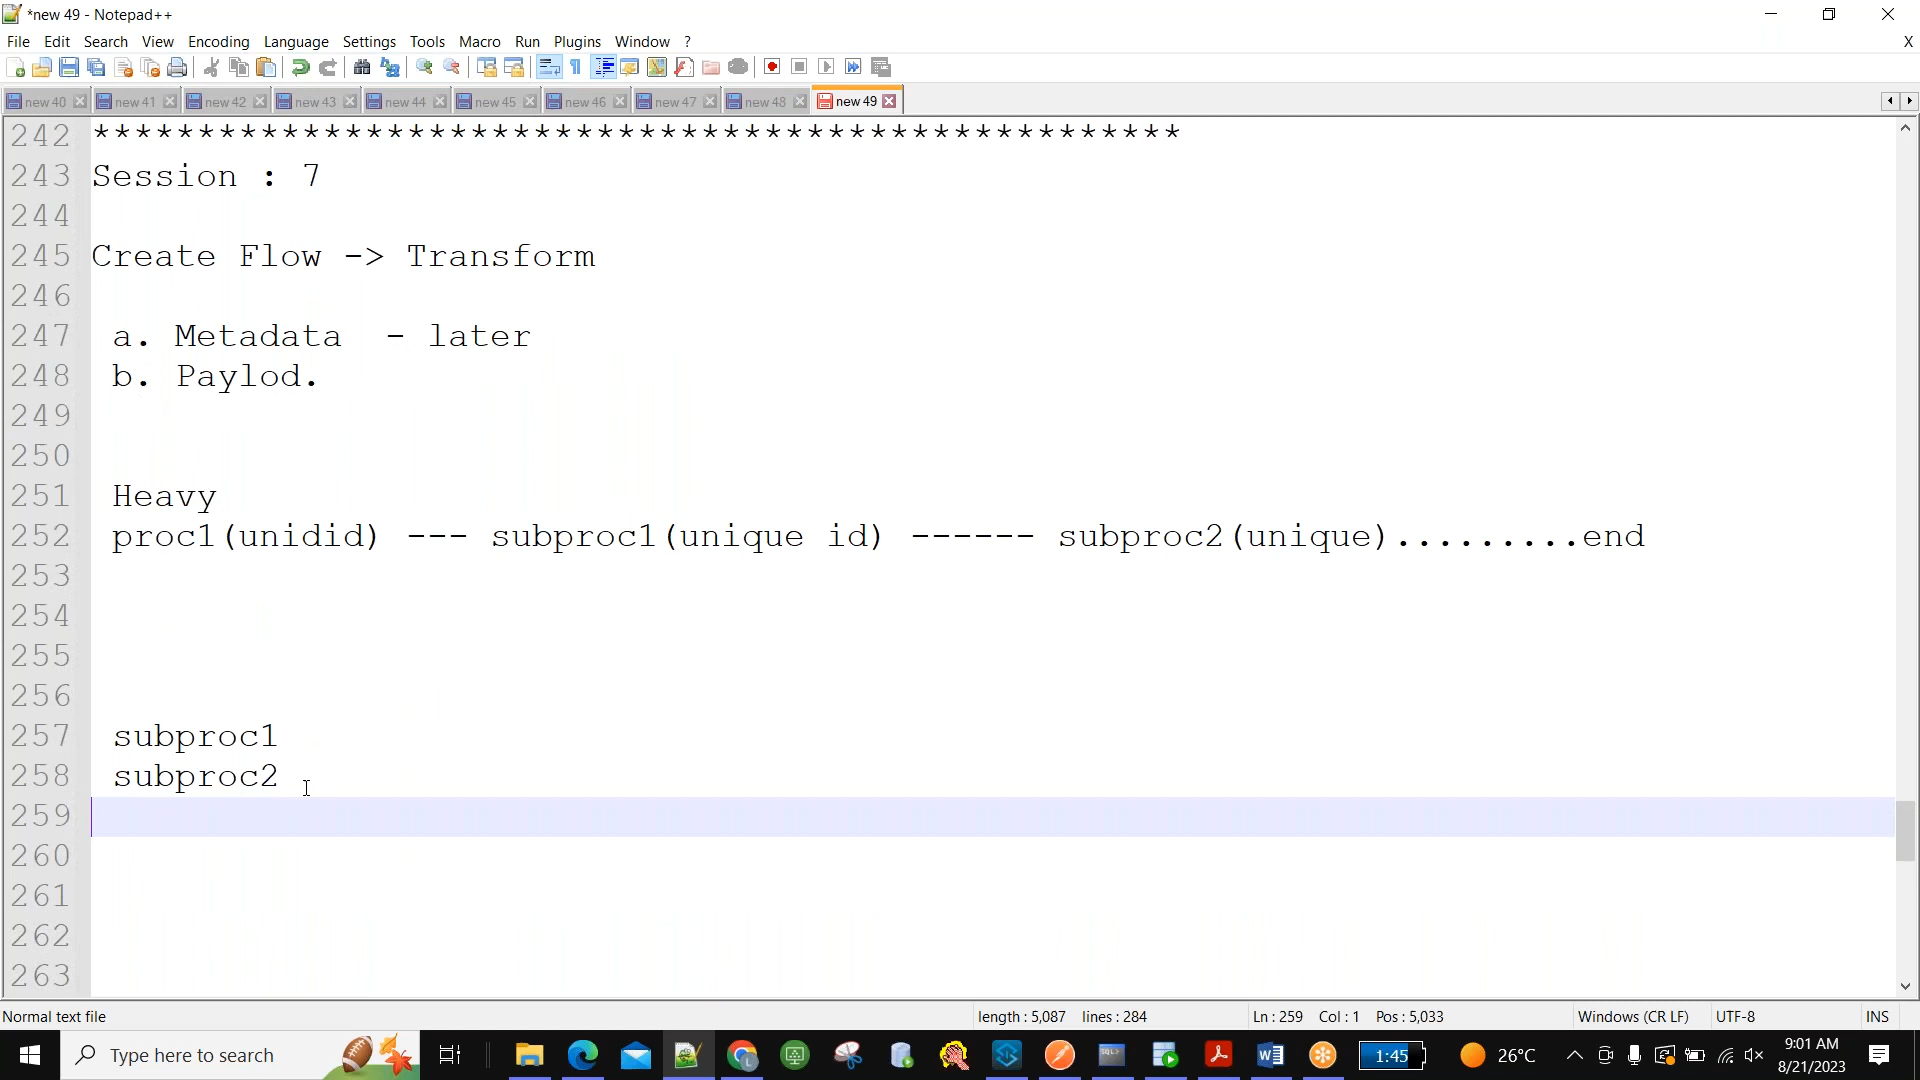 *new 49 - Notepad++
File Edit Search View Encoding Language Settings Tools Macro Run Plugins Window ? X
new 40 new 41 new 42 new 43 new 44 new 45 new 46 new 47 new 48 new 49
242 ****************************************************
243 Session : 7
244
245 Create Flow -> Transform
246
247 a. Metadata - later
248 b. Paylod.
249
250
251 Heavy
252 proc1(unidid) --- subproc1(unique id) ------ subproc2(unique).........end
253
254
255
256
257 subproc1
258 subproc2
259
260
261
262
263
Normal text file length : 5,087 lines : 284 Ln : 259 Col : 1 Pos : 5,033 Windows (CR LF) UTF-8 INS
Type here to search 1:45 26°C 9:01 AM
8/21/2023